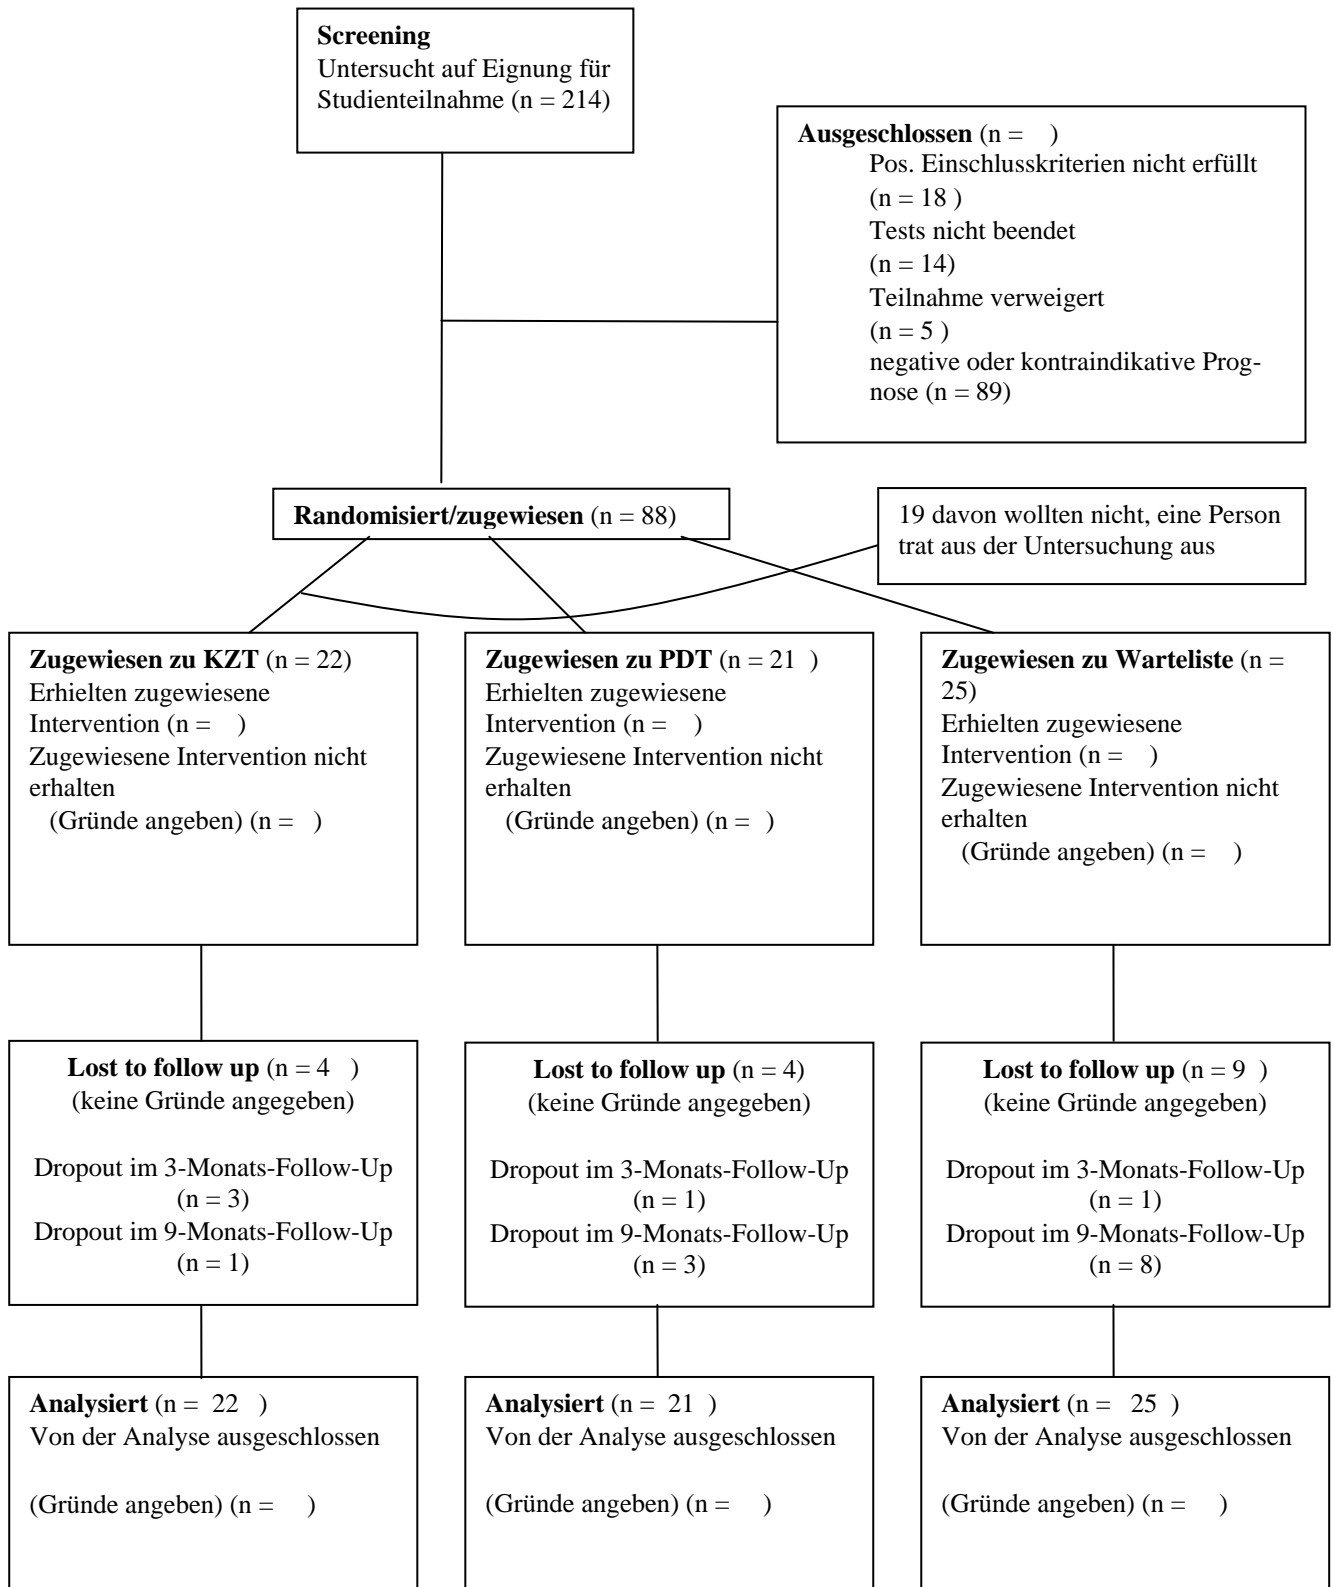 Screening
Untersucht auf Eignung für
Studienteilnahme (n = 214)
Ausgeschlossen (n =    )
Pos. Einschlusskriterien nicht erfüllt
(n = 18 )
Tests nicht beendet
(n = 14)
Teilnahme verweigert
(n = 5 )
negative oder kontraindikative Prog-
nose (n = 89)
Randomisiert/zugewiesen (n = 88)
19 davon wollten nicht, eine Person
trat aus der Untersuchung aus
Zugewiesen zu KZT (n = 22)
Erhielten zugewiesene
Intervention (n =    )
Zugewiesene Intervention nicht
erhalten
(Gründe angeben) (n =   )
Zugewiesen zu PDT (n = 21  )
Erhielten zugewiesene
Intervention (n =    )
Zugewiesene Intervention nicht
erhalten
(Gründe angeben) (n =   )
Zugewiesen zu Warteliste (n =
25)
Erhielten zugewiesene
Intervention (n =    )
Zugewiesene Intervention nicht
erhalten
(Gründe angeben) (n =    )
Lost to follow up (n = 4   )
(keine Gründe angegeben)
Dropout im 3-Monats-Follow-Up
(n = 3)
Dropout im 9-Monats-Follow-Up
(n = 1)
Lost to follow up (n = 4)
(keine Gründe angegeben)
Dropout im 3-Monats-Follow-Up
(n = 1)
Dropout im 9-Monats-Follow-Up
(n = 3)
Lost to follow up (n = 9  )
(keine Gründe angegeben)
Dropout im 3-Monats-Follow-Up
(n = 1)
Dropout im 9-Monats-Follow-Up
(n = 8)
Analysiert (n =  22   )
Von der Analyse ausgeschlossen
(Gründe angeben) (n =    )
Analysiert (n =  21  )
Von der Analyse ausgeschlossen
(Gründe angeben) (n =    )
Analysiert (n =   25  )
Von der Analyse ausgeschlossen
(Gründe angeben) (n =    )